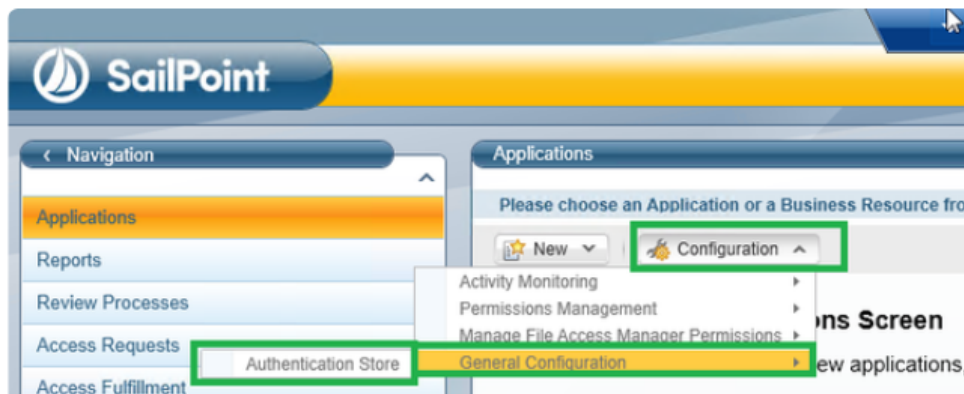 SailPoint
Navigation
Applications
Reports
Review Processes
Access Requests
Access Fulfillment
Applications
Please choose an Application or a Business Resource fro
New
Configuration
Activity Monitoring
Permissions Management
Manage File Access Manager Permissions
General Configuration
Authentication Store
ons Screen
ew applications,